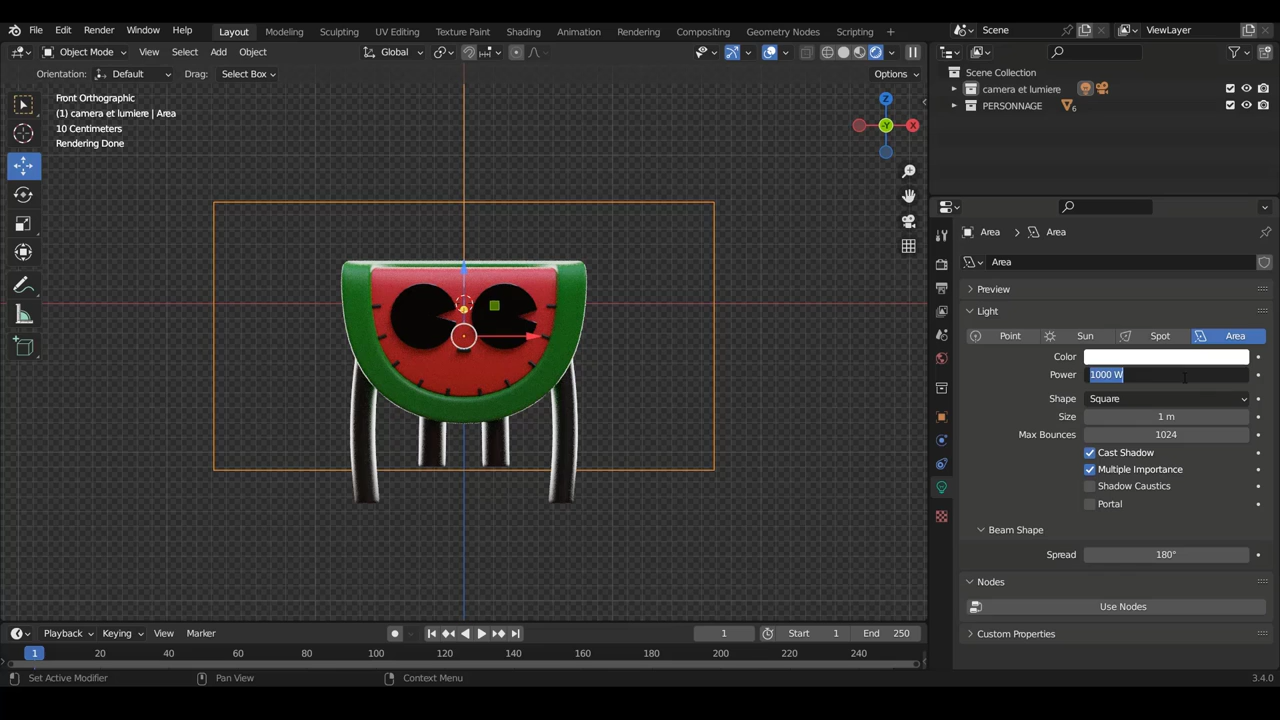 File Edit Render Window Help Layout Modeling Sculpting UV Editing Texture Paint Shading Animation Rendering Compositing Geometry Nodes Scripting + Scene ViewLayer
Object Mode View Select Add Object Global
Orientation: Default Drag: Select Box Options
Scene Collection
camera et lumiere
PERSONNAGE 6
Front Orthographic
(1) camera et lumiere | Area
10 Centimeters
Rendering Done
Z
X
-Y
Area > Area
Area
Preview
Light
Point Sun Spot Area
Color
Power 1000 W
Shape Square
Size 1 m
Max Bounces 1024
Cast Shadow
Multiple Importance
Shadow Caustics
Portal
Beam Shape
Spread 180°
Nodes
Use Nodes
Custom Properties
Playback Keying View Marker 1 Start 1 End 250
1 20 40 60 80 100 120 140 160 180 200 220 240
Set Active Modifier Pan View Context Menu 3.4.0